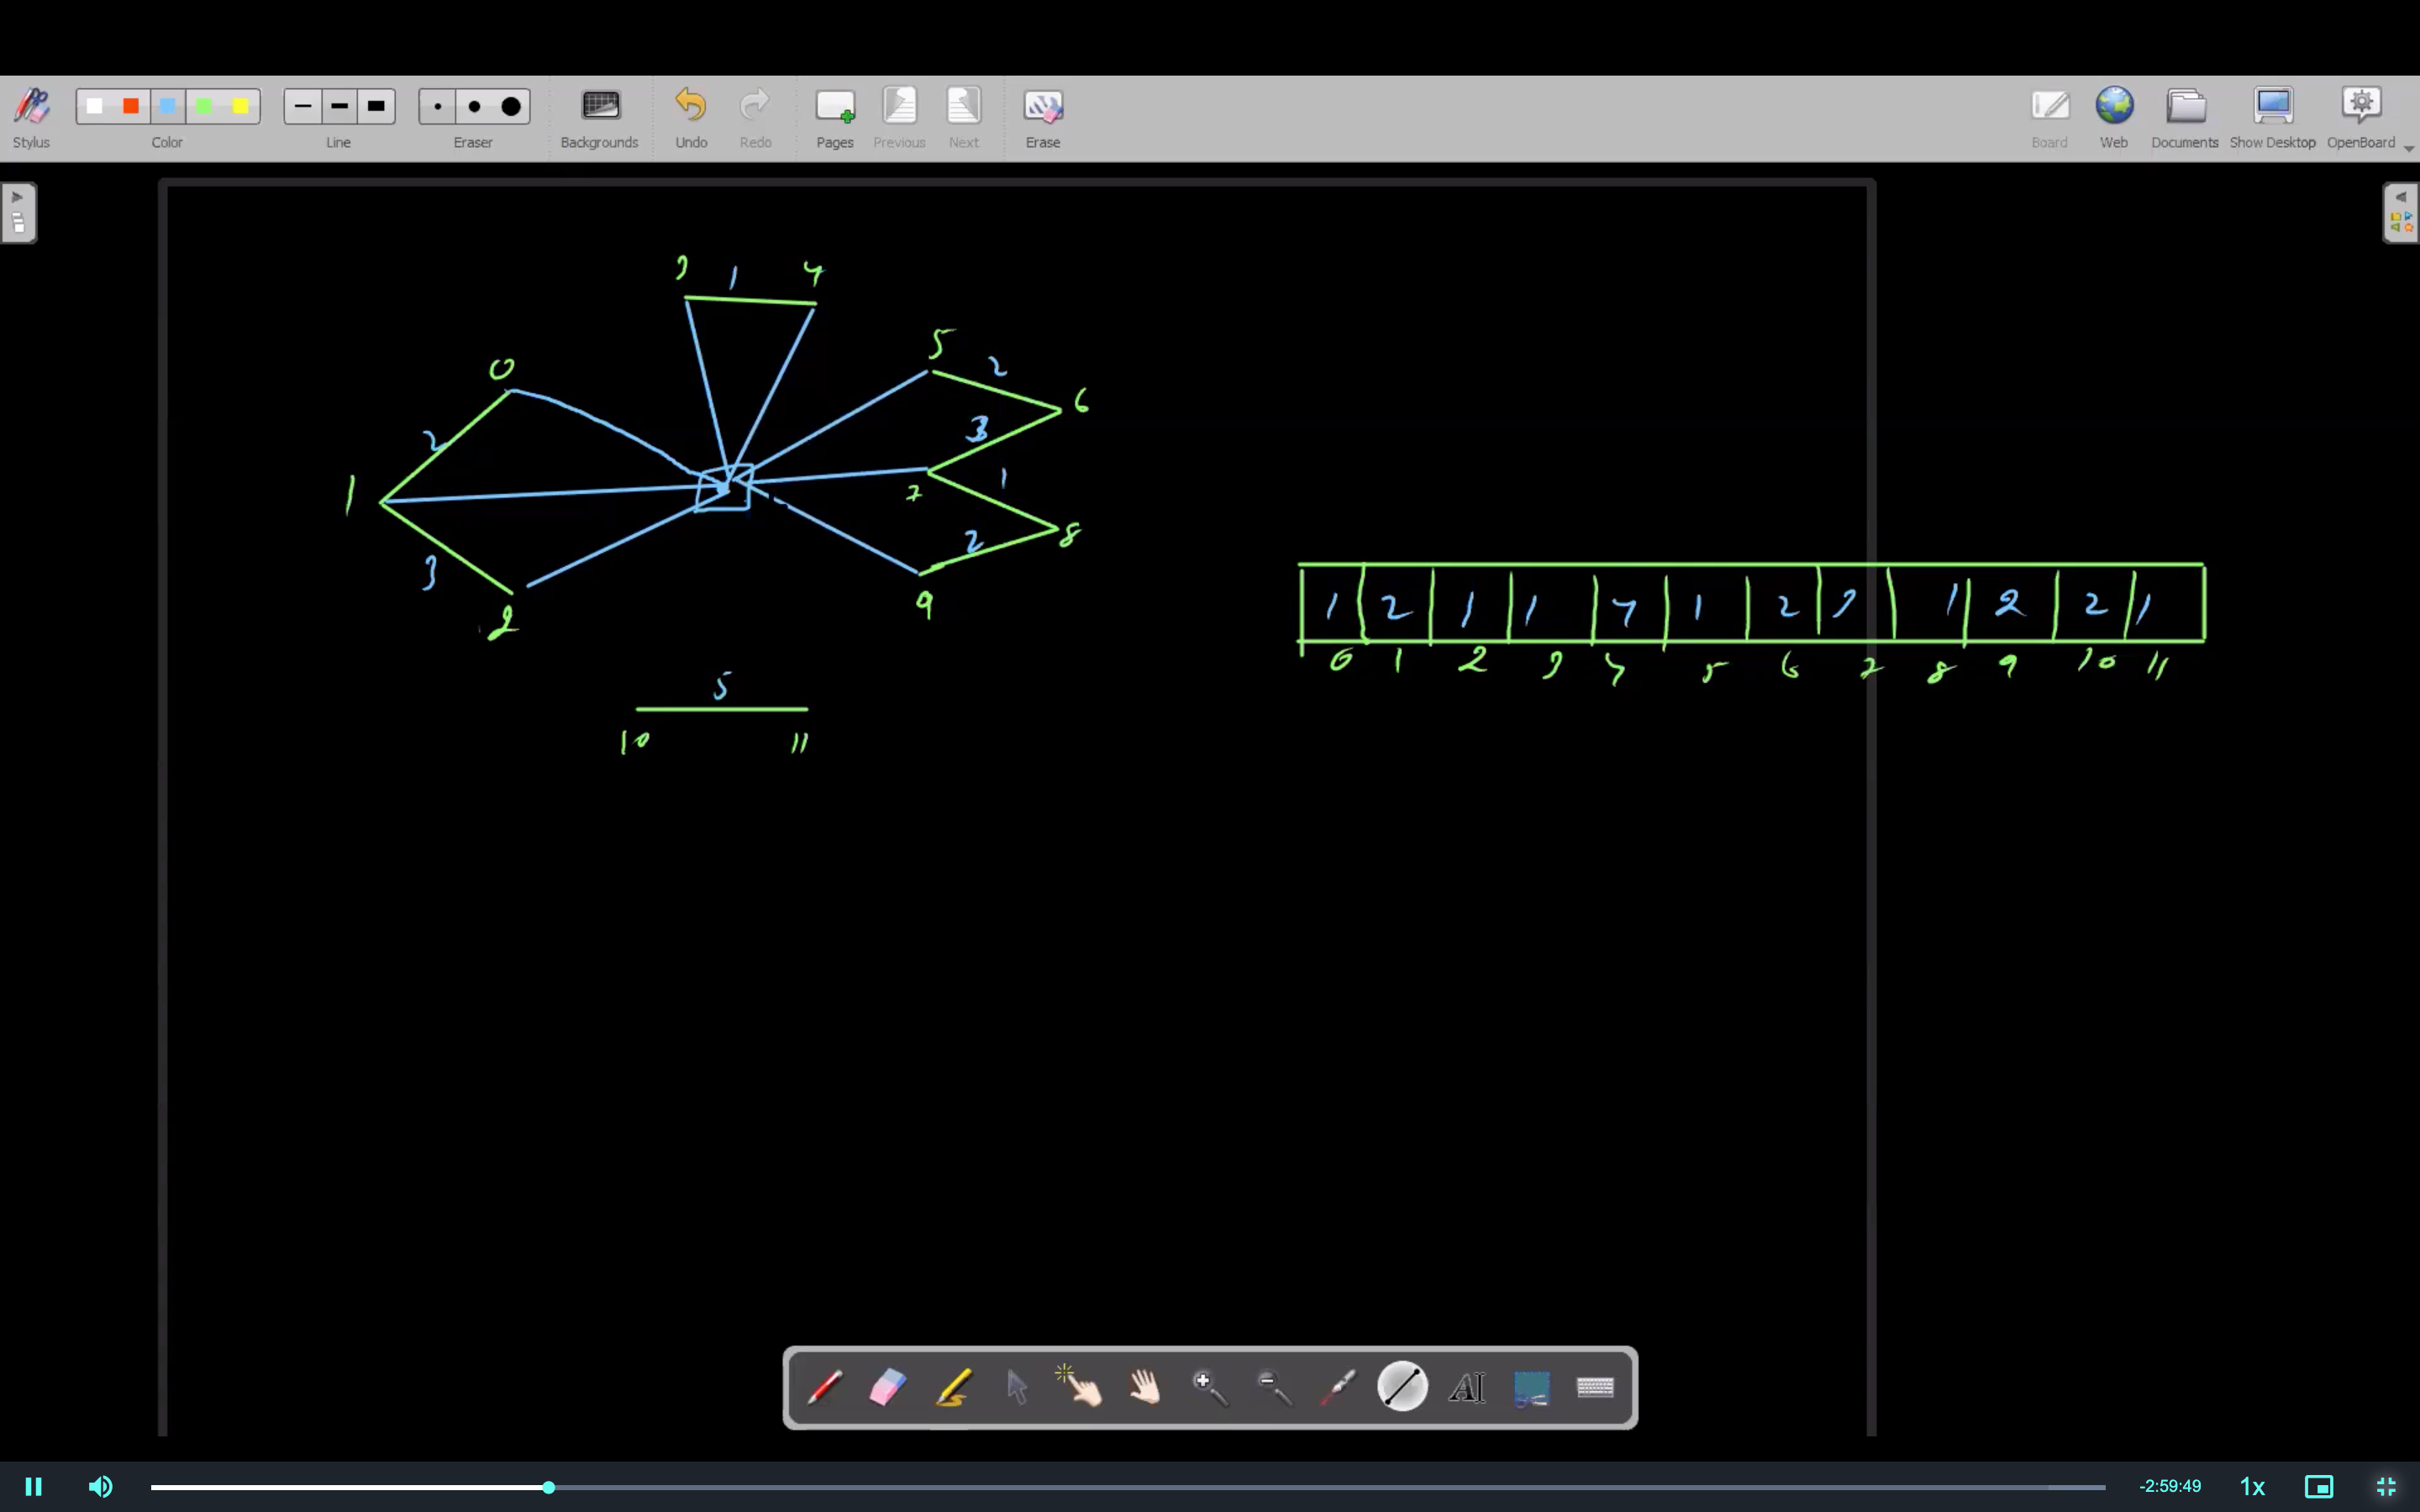 Stylus Color Line Eraser Backgrounds Undo Redo Pages Previous Next Erase Board Web Documents Show Desktop OpenBoard
3 1 4
5 2
0 6
2 3
1 7 1
8
3 2
2 9
1 2 1 1 4 1 2 3 1 2 2 1
0 1 2 3 4 5 6 7 8 9 10 11
5
10 11
AI
-2:59:49 1x